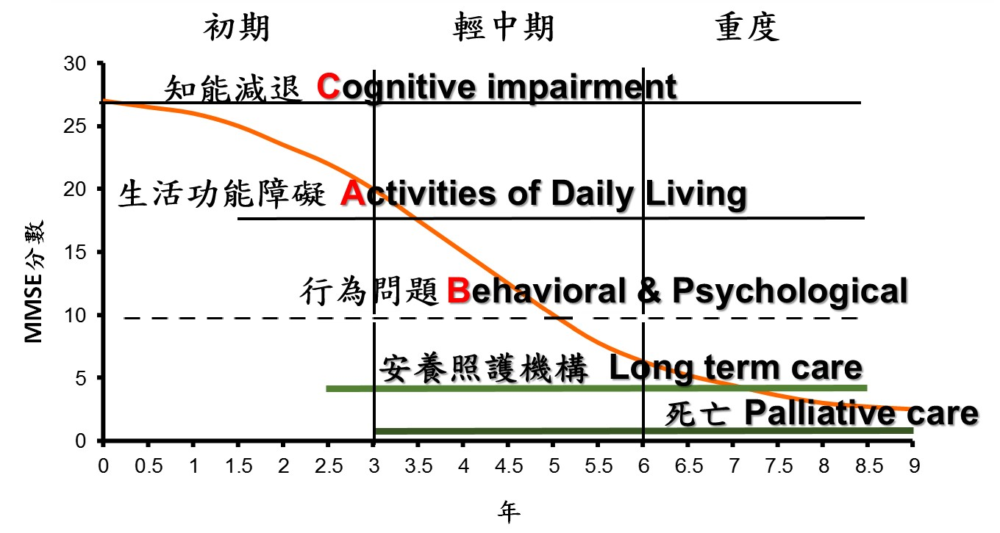 初期 輕中期 重度
30
知能減退 Cognitive impairment
25
生活功能障礙 Activities of Daily Living
20
15
行為問題 Behavioral & Psychological
10
安養照護機構 Long term care
5
死亡 Palliative care
0
MMSE分數
0 0.5 1 1.5 2 2.5 3 3.5 4 4.5 5 5.5 6 6.5 7 7.5 8 8.5 9
年